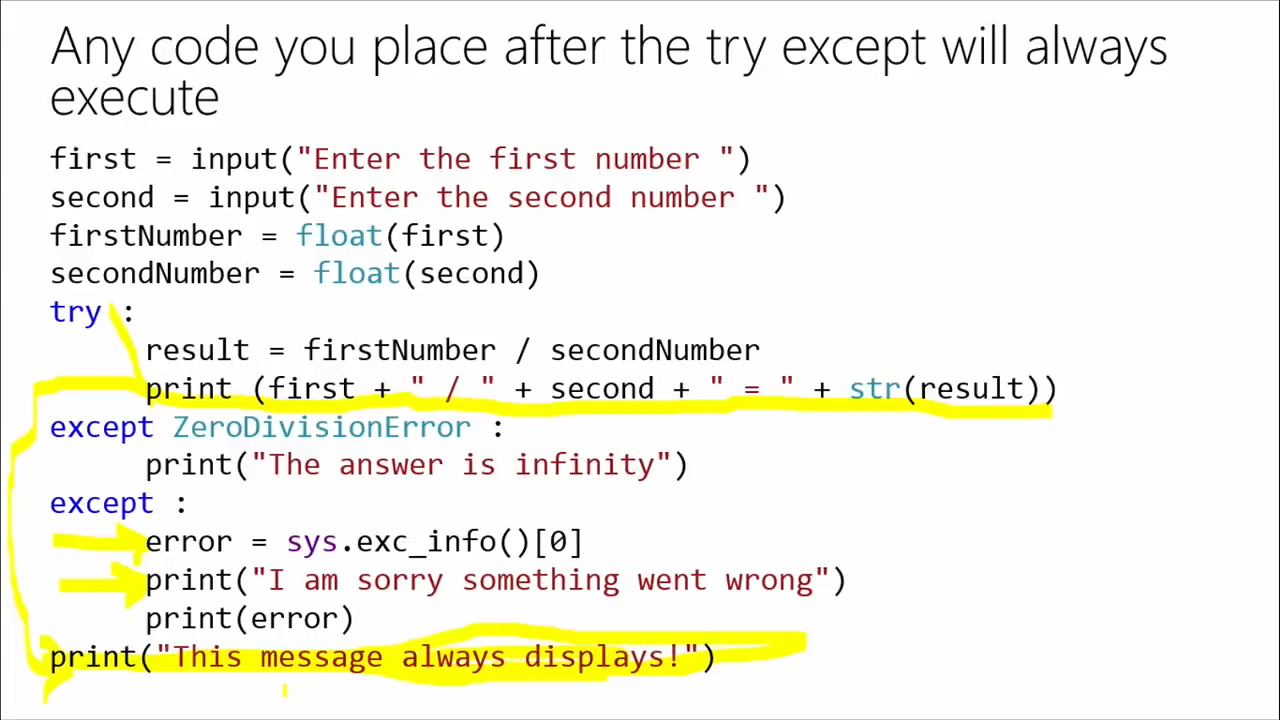 Any code you place after the try except will always
execute
first = input("Enter the first number ")
second = input("Enter the second number ")
firstNumber = float(first)
secondNumber = float(second)
try :
result = firstNumber / secondNumber
print (first + " / " + second + " = " + str(result))
except ZeroDivisionError :
print("The answer is infinity")
except :
error = sys.exc_info()[0]
print("I am sorry something went wrong")
print(error)
print("This message always displays!")